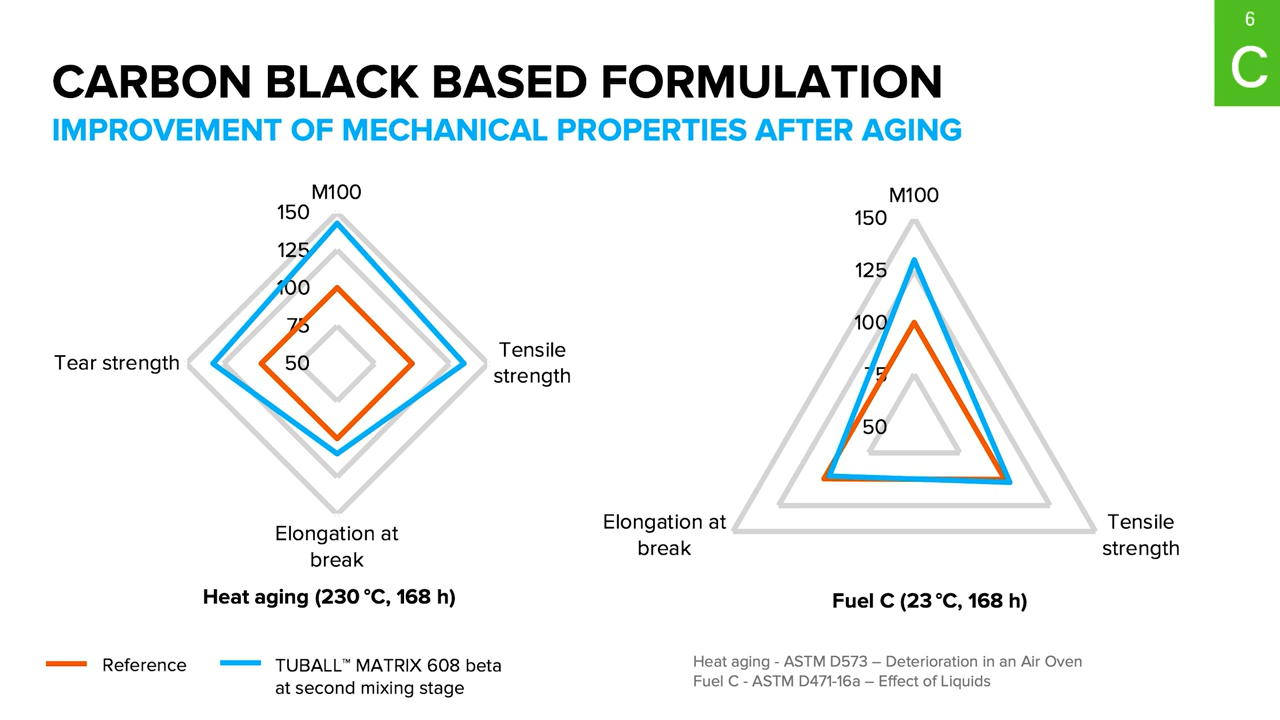 6
C
CARBON BLACK BASED FORMULATION
IMPROVEMENT OF MECHANICAL PROPERTIES AFTER AGING
M100
150
125
100
75
50
Tear strength
Tensile
strength
Elongation at
break
Heat aging (230 °C, 168 h)
M100
150
125
100
75
50
Elongation at
break
Tensile
strength
Fuel C (23 °C, 168 h)
Reference
TUBALL™ MATRIX 608 beta
at second mixing stage
Heat aging - ASTM D573 – Deterioration in an Air Oven
Fuel C - ASTM D471-16a – Effect of Liquids